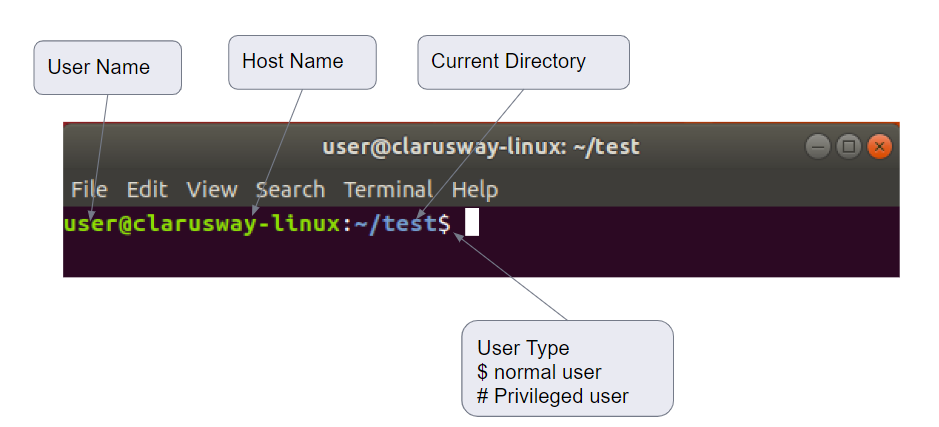 User Name
Host Name
Current Directory
user@clarusway-linux: ~/test
File Edit View Search Terminal Help
user@clarusway-linux:~/test$
User Type
$ normal user
# Privileged user